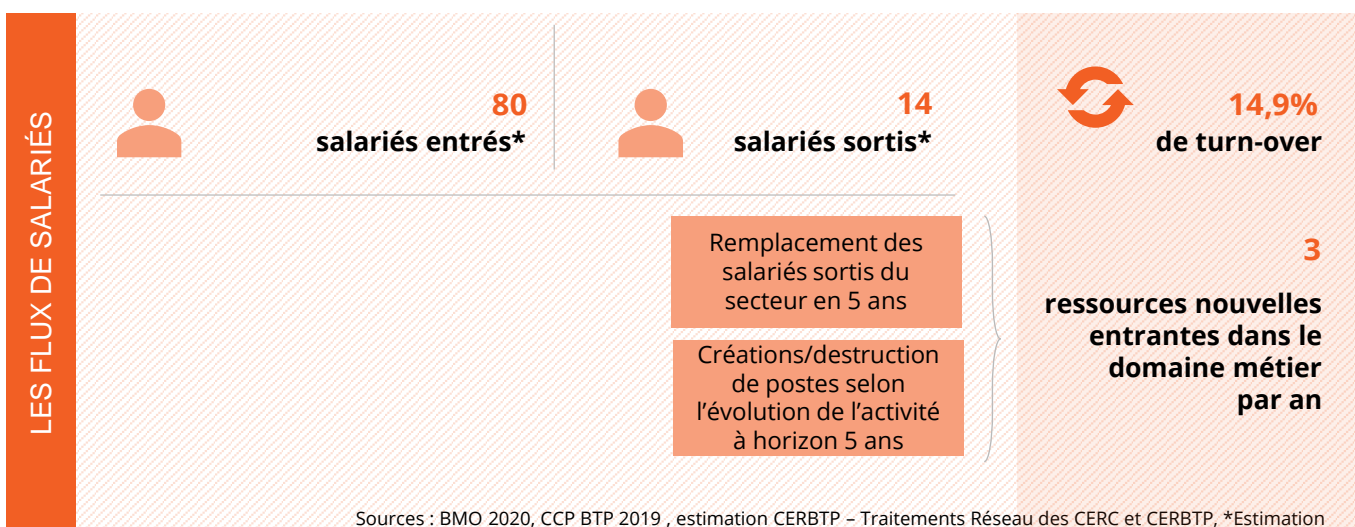 LES FLUX DE SALARIÉS
80
salariés entrés*
14
salariés sortis*
14,9%
de turn-over
Remplacement des
salariés sortis du
secteur en 5 ans
Créations/destruction
de postes selon
l'évolution de l'activité
à horizon 5 ans
3
ressources nouvelles
entrantes dans le
domaine métier
par an
Sources : BMO 2020, CCP BTP 2019 , estimation CERBTP – Traitements Réseau des CERC et CERBTP, *Estimation